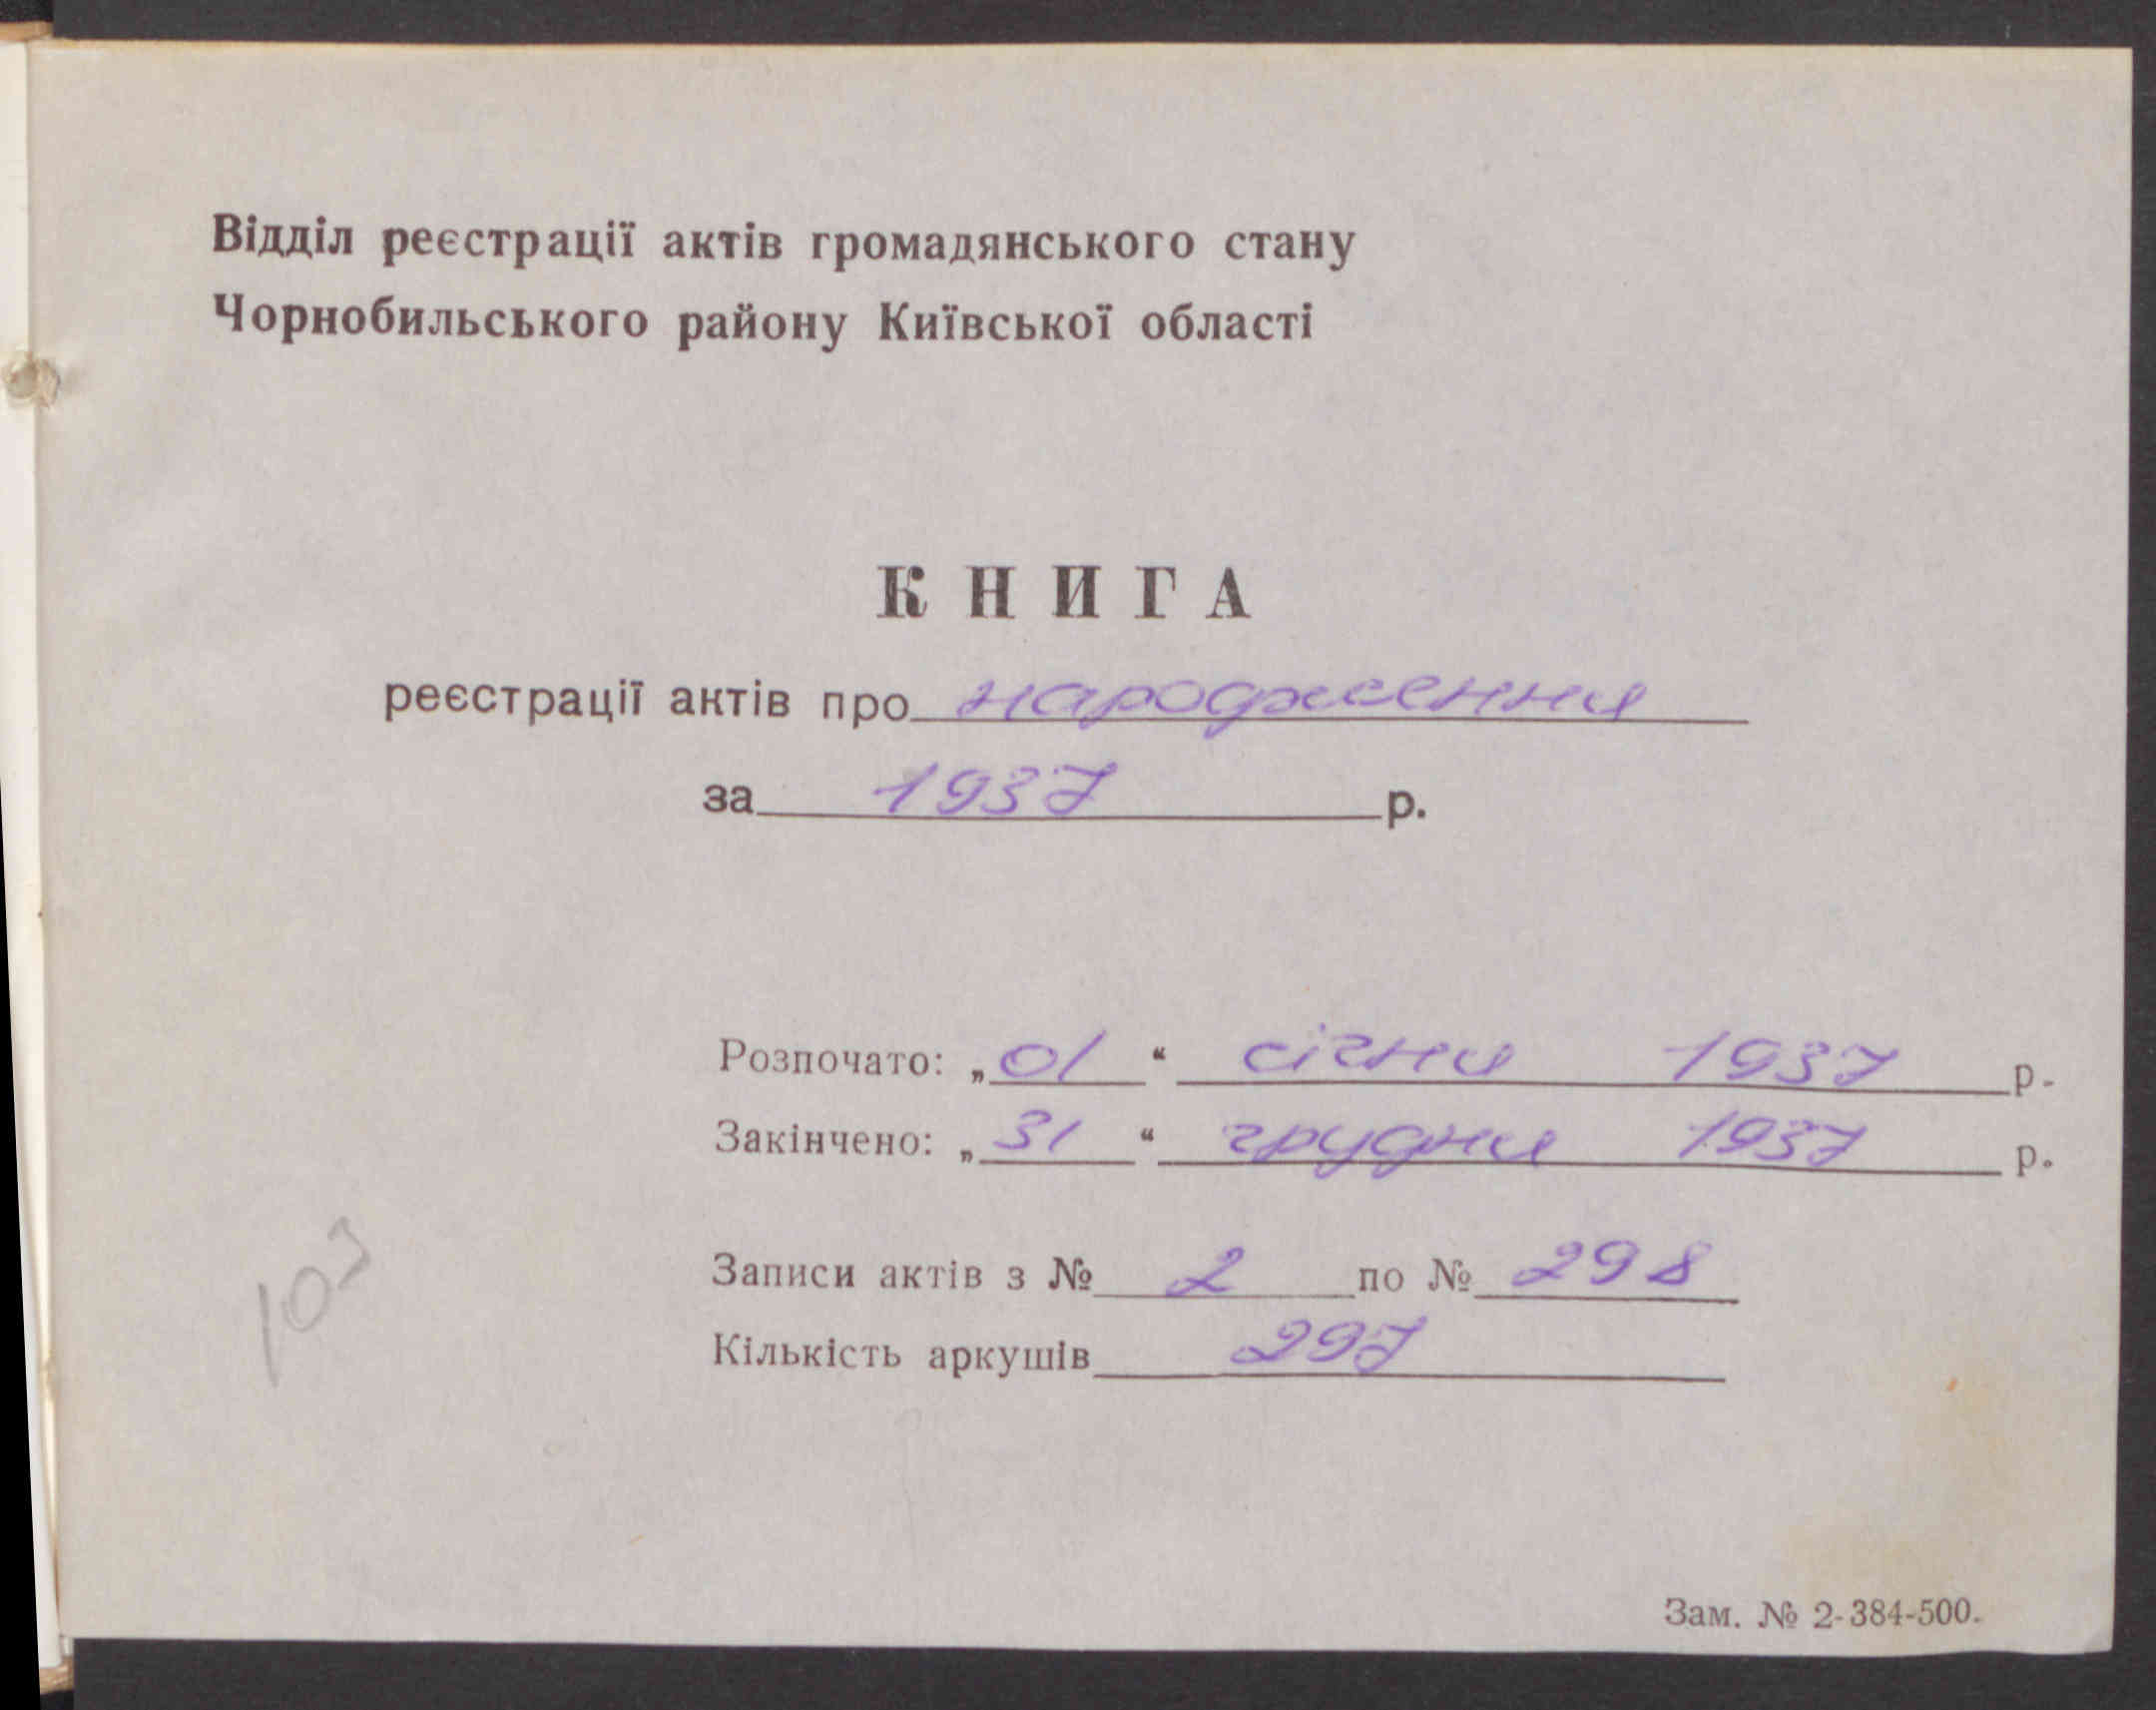 Відділ реєстрації актів громадянського стану
Чорнобильського району Київської області
КНИГА
реєстрації актів про народження
за 1937 р.
Розпочато: „01“ січня 1937 р.
Закінчено: „31“ грудня 1937 р.
Записи актів з № 2 по № 298
Кількість аркушів 297
103
Зам. № 2-384-500.